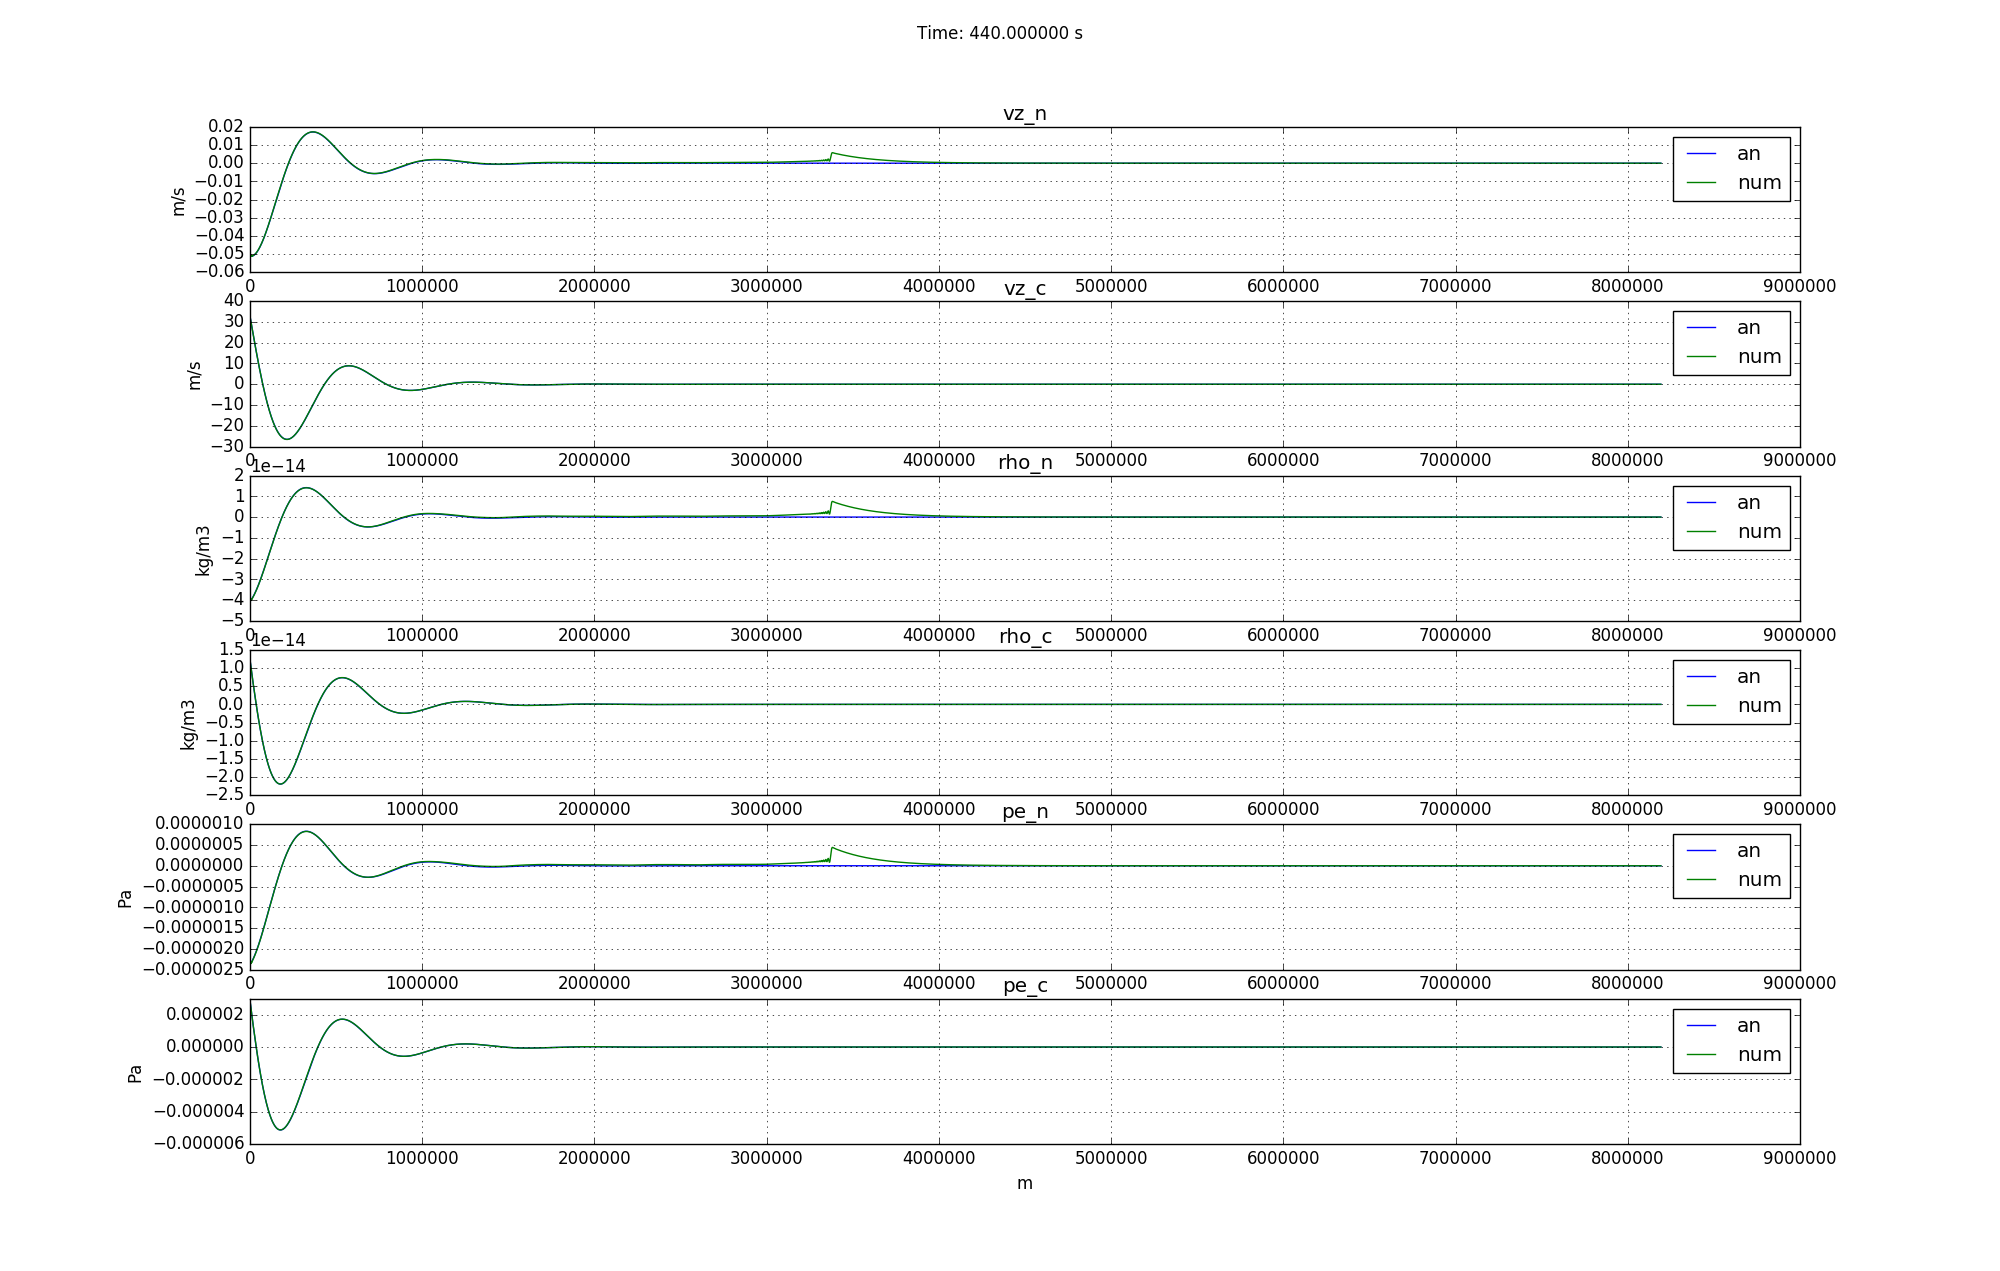 Time: 440.000000 s
vz_n
0.02
0.01
0.00
−0.01
−0.02
−0.03
−0.04
−0.05
−0.06
m/s
an
num
0 1000000 2000000 3000000 4000000 5000000 6000000 7000000 8000000 9000000
vz_c
40
30
20
10
0
−10
−20
−30
m/s
an
num
0 1000000 2000000 3000000 4000000 5000000 6000000 7000000 8000000 9000000
1e−14
rho_n
2
1
0
−1
−2
−3
−4
−5
kg/m3
an
num
0 1000000 2000000 3000000 4000000 5000000 6000000 7000000 8000000 9000000
1e−14
rho_c
1.5
1.0
0.5
0.0
−0.5
−1.0
−1.5
−2.0
−2.5
kg/m3
an
num
0 1000000 2000000 3000000 4000000 5000000 6000000 7000000 8000000 9000000
pe_n
0.0000010
0.0000005
0.0000000
−0.0000005
−0.0000010
−0.0000015
−0.0000020
−0.0000025
Pa
an
num
0 1000000 2000000 3000000 4000000 5000000 6000000 7000000 8000000 9000000
pe_c
0.000002
0.000000
−0.000002
−0.000004
−0.000006
Pa
an
num
0 1000000 2000000 3000000 4000000 5000000 6000000 7000000 8000000 9000000
m